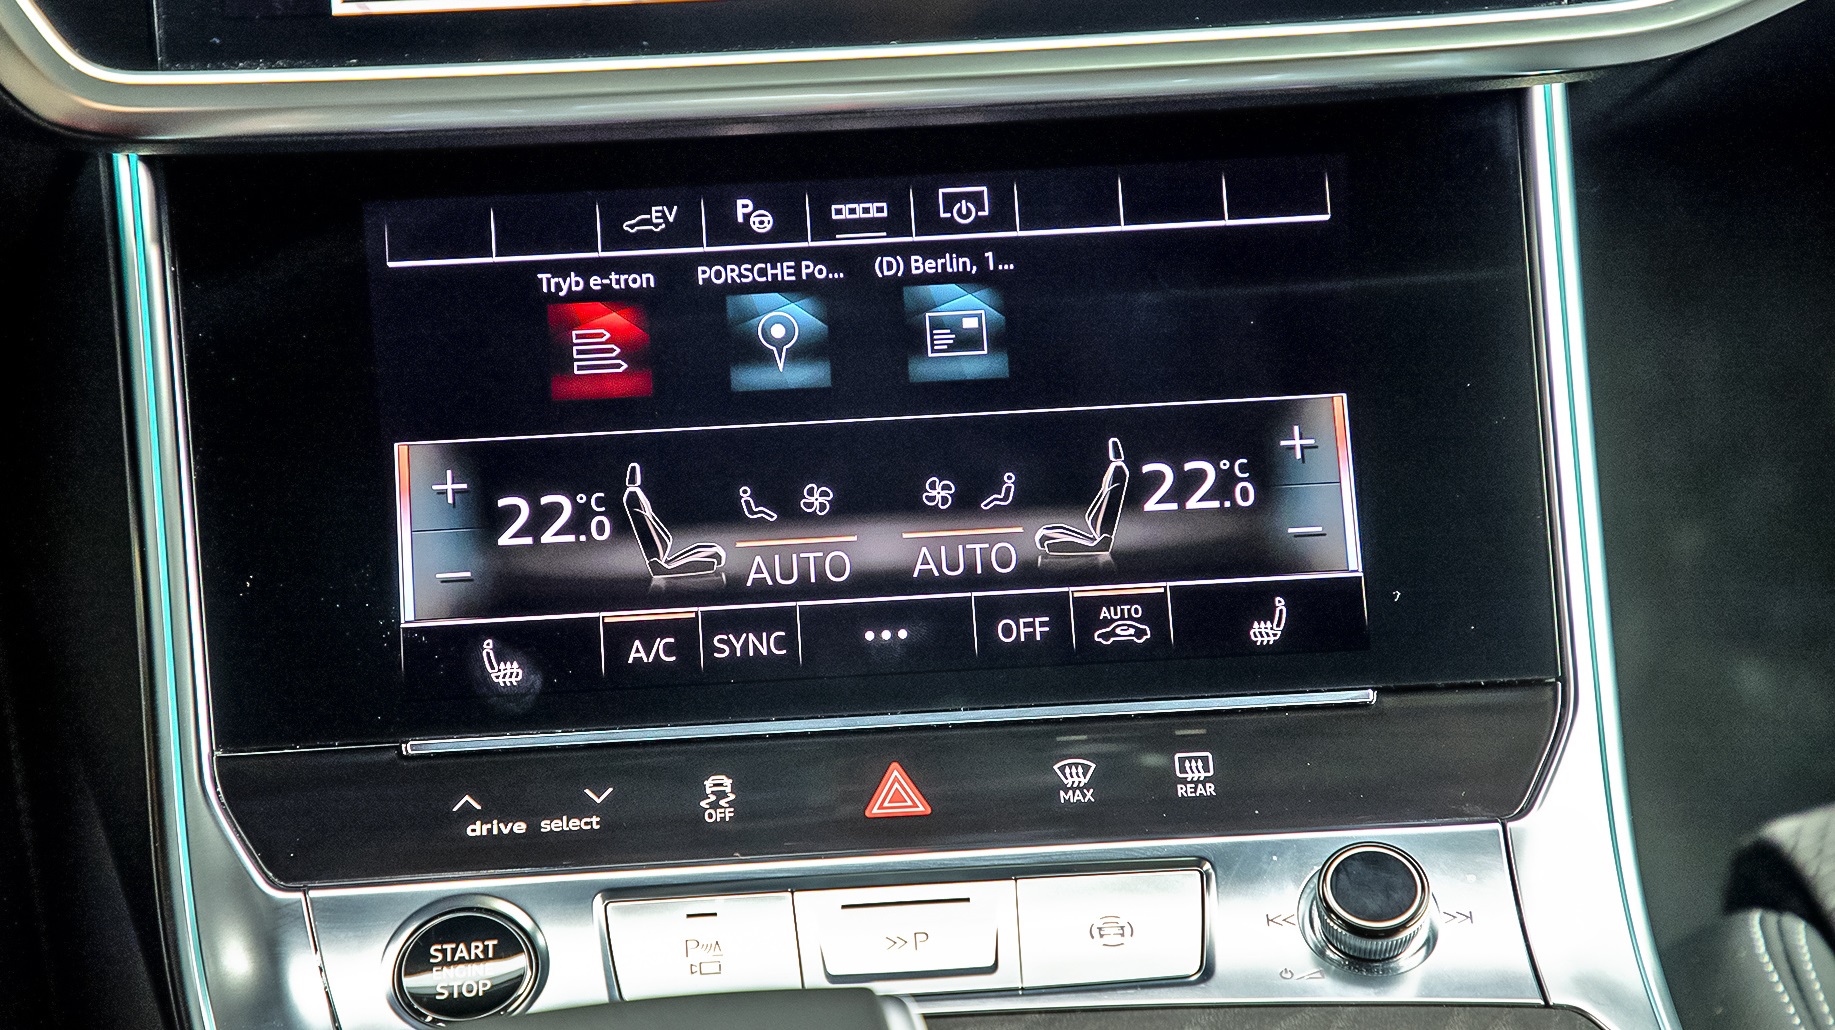 EV
P
Tryb e-tron
PORSCHE Po...
(D) Berlin, 1...
22.0 °C
22.0 °C
AUTO
AUTO
A/C
SYNC
•••
OFF
AUTO
drive select
OFF
MAX
REAR
START
ENGINE
STOP
P
>>P